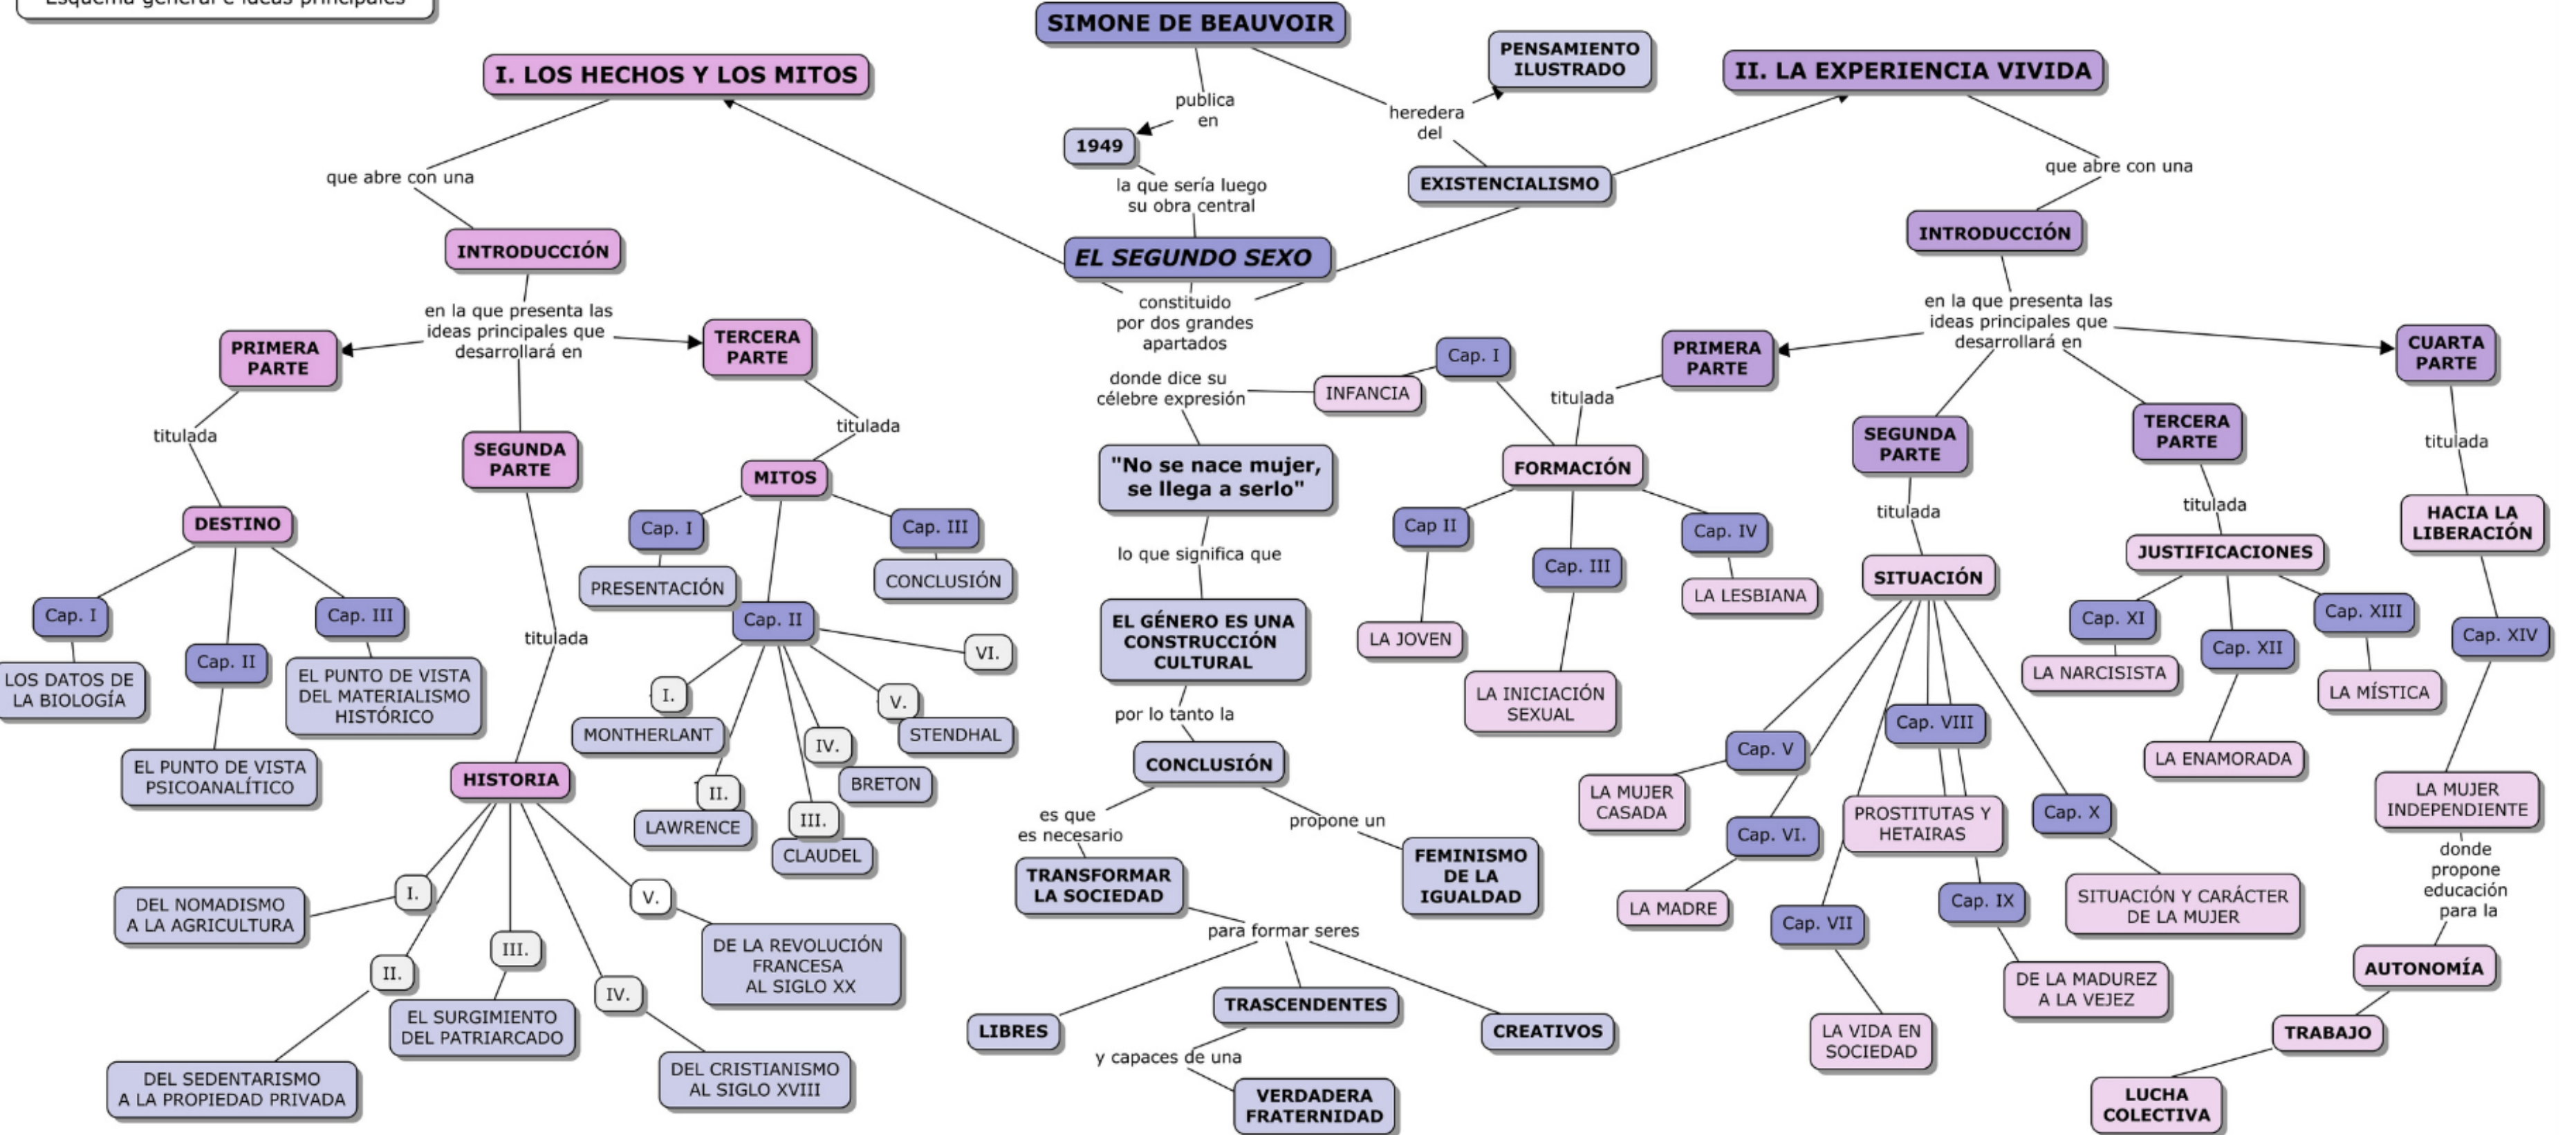 Esquema general e ideas principales
SIMONE DE BEAUVOIR
publica
en
1949
la que sería luego
su obra central
heredera
del
PENSAMIENTO
ILUSTRADO
EXISTENCIALISMO
EL SEGUNDO SEXO
constituido
por dos grandes
apartados
I. LOS HECHOS Y LOS MITOS
que abre con una
INTRODUCCIÓN
en la que presenta las
ideas principales que
desarrollará en
PRIMERA
PARTE
titulada
DESTINO
Cap. I
LOS DATOS DE
LA BIOLOGÍA
Cap. II
EL PUNTO DE VISTA
PSICOANALÍTICO
Cap. III
EL PUNTO DE VISTA
DEL MATERIALISMO
HISTÓRICO
SEGUNDA
PARTE
titulada
HISTORIA
I.
DEL NOMADISMO
A LA AGRICULTURA
II.
DEL SEDENTARISMO
A LA PROPIEDAD PRIVADA
III.
EL SURGIMIENTO
DEL PATRIARCADO
IV.
DEL CRISTIANISMO
AL SIGLO XVIII
V.
DE LA REVOLUCIÓN
FRANCESA
AL SIGLO XX
TERCERA
PARTE
titulada
MITOS
Cap. I
PRESENTACIÓN
Cap. II
I.
MONTHERLANT
II.
LAWRENCE
III.
CLAUDEL
IV.
BRETON
V.
STENDHAL
VI.
Cap. III
CONCLUSIÓN
donde dice su
célebre expresión
"No se nace mujer,
se llega a serlo"
lo que significa que
EL GÉNERO ES UNA
CONSTRUCCIÓN
CULTURAL
por lo tanto la
CONCLUSIÓN
es que
es necesario
TRANSFORMAR
LA SOCIEDAD
propone un
FEMINISMO
DE LA
IGUALDAD
para formar seres
LIBRES
TRASCENDENTES
CREATIVOS
y capaces de una
VERDADERA
FRATERNIDAD
II. LA EXPERIENCIA VIVIDA
que abre con una
INTRODUCCIÓN
en la que presenta las
ideas principales que
desarrollará en
PRIMERA
PARTE
titulada
FORMACIÓN
Cap. I
INFANCIA
Cap II
LA JOVEN
Cap. III
LA INICIACIÓN
SEXUAL
Cap. IV
LA LESBIANA
SEGUNDA
PARTE
titulada
SITUACIÓN
Cap. V
LA MUJER
CASADA
Cap. VI.
LA MADRE
Cap. VII
LA VIDA EN
SOCIEDAD
Cap. VIII
PROSTITUTAS Y
HETAIRAS
Cap. IX
DE LA MADUREZ
A LA VEJEZ
Cap. X
SITUACIÓN Y CARÁCTER
DE LA MUJER
TERCERA
PARTE
titulada
JUSTIFICACIONES
Cap. XI
LA NARCISISTA
Cap. XII
LA ENAMORADA
Cap. XIII
LA MÍSTICA
CUARTA
PARTE
titulada
HACIA LA
LIBERACIÓN
Cap. XIV
LA MUJER
INDEPENDIENTE
donde
propone
educación
para la
AUTONOMÍA
TRABAJO
LUCHA
COLECTIVA